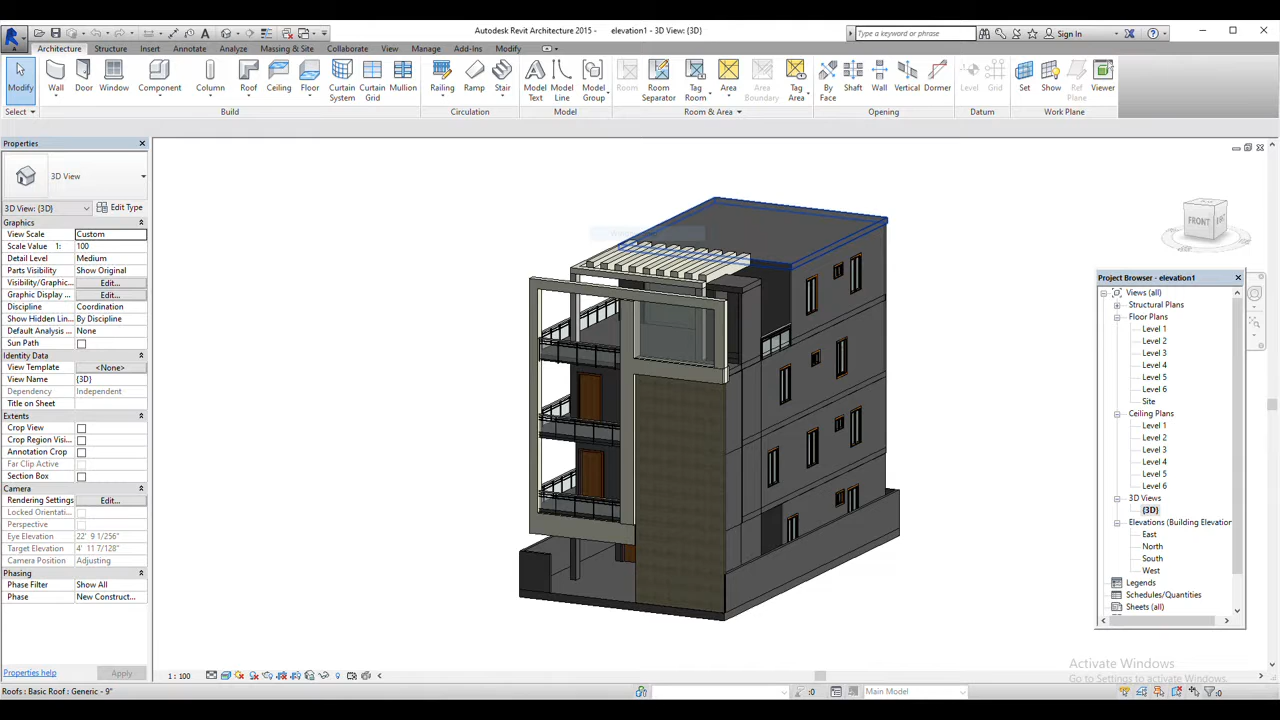 Autodesk Revit Architecture 2015 - elevation1 - 3D View: {3D}
Type a keyword or phrase
Sign In
Architecture Structure Insert Annotate Analyze Massing & Site Collaborate View Manage Add-Ins Modify
Modify Wall Door Window Component Column Roof Ceiling Floor Curtain System Curtain Grid Mullion Railing Ramp Stair Model Text Model Line Model Group Room Room Separator Tag Room Area Area Boundary Tag Area By Face Shaft Wall Vertical Dormer Level Grid Set Show Ref Plane Viewer
Select Build Circulation Model Room & Area Opening Datum Work Plane
Properties
3D View
3D View: {3D} Edit Type
Graphics
View Scale Custom
Scale Value 1: 100
Detail Level Medium
Parts Visibility Show Original
Visibility/Graphic... Edit...
Graphic Display ... Edit...
Discipline Coordination
Show Hidden Lin... By Discipline
Default Analysis ... None
Sun Path
Identity Data
View Template <None>
View Name {3D}
Dependency Independent
Title on Sheet
Extents
Crop View
Crop Region Visi...
Annotation Crop
Far Clip Active
Section Box
Camera
Rendering Settings Edit...
Locked Orientati...
Perspective
Eye Elevation 22' 9 1/256"
Target Elevation 4' 11 7/128"
Camera Position Adjusting
Phasing
Phase Filter Show All
Phase New Construct...
Properties help Apply
FRONT
Project Browser - elevation1
Views (all)
Structural Plans
Floor Plans
Level 1
Level 2
Level 3
Level 4
Level 5
Level 6
Site
Ceiling Plans
Level 1
Level 2
Level 3
Level 4
Level 5
Level 6
3D Views
{3D}
Elevations (Building Elevation
East
North
South
West
Legends
Schedules/Quantities
Sheets (all)
Activate Windows
Go to Settings to activate Windows.
1 : 100
Roofs : Basic Roof : Generic - 9"
:0 Main Model :0